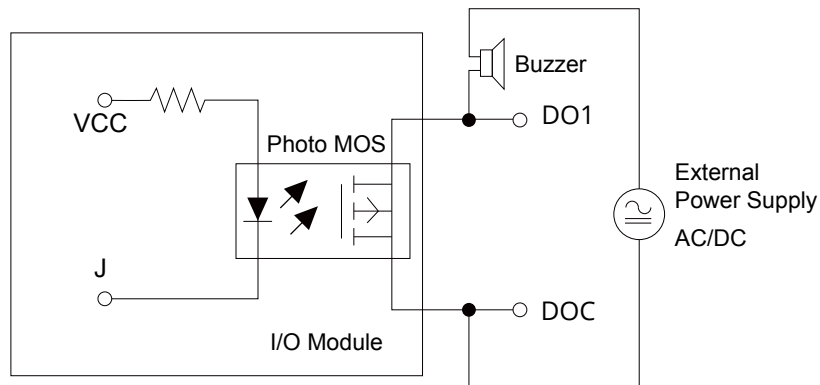 Buzzer
DO1
VCC
Photo MOS
External
Power Supply
AC/DC
J
DOC
I/O Module